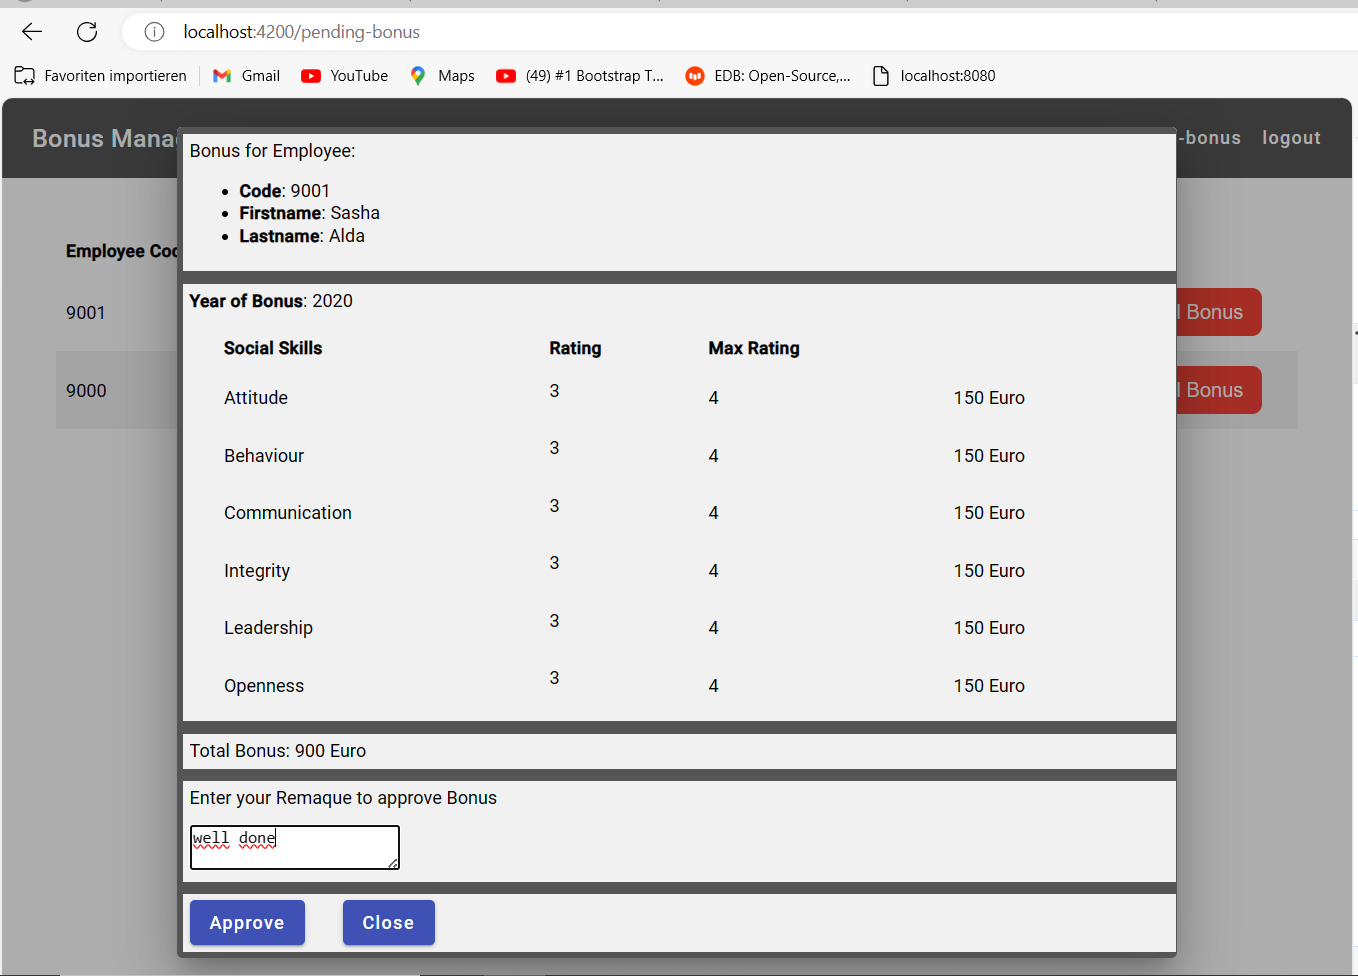 localhost:4200/pending-bonus
Favoriten importieren Gmail YouTube Maps (49) #1 Bootstrap T... EDB: Open-Source,... localhost:8080
Bonus -bonus logout
Bonus for Employee:
Code: 9001
Firstname: Sasha
Lastname: Alda
Employee
9001 Bonus
9000 Bonus
Year of Bonus: 2020
Social Skills Rating Max Rating
Attitude 3 4 150 Euro
Behaviour 3 4 150 Euro
Communication 3 4 150 Euro
Integrity 3 4 150 Euro
Leadership 3 4 150 Euro
Openness 3 4 150 Euro
Total Bonus: 900 Euro
Enter your Remaque to approve Bonus
well done
Approve Close